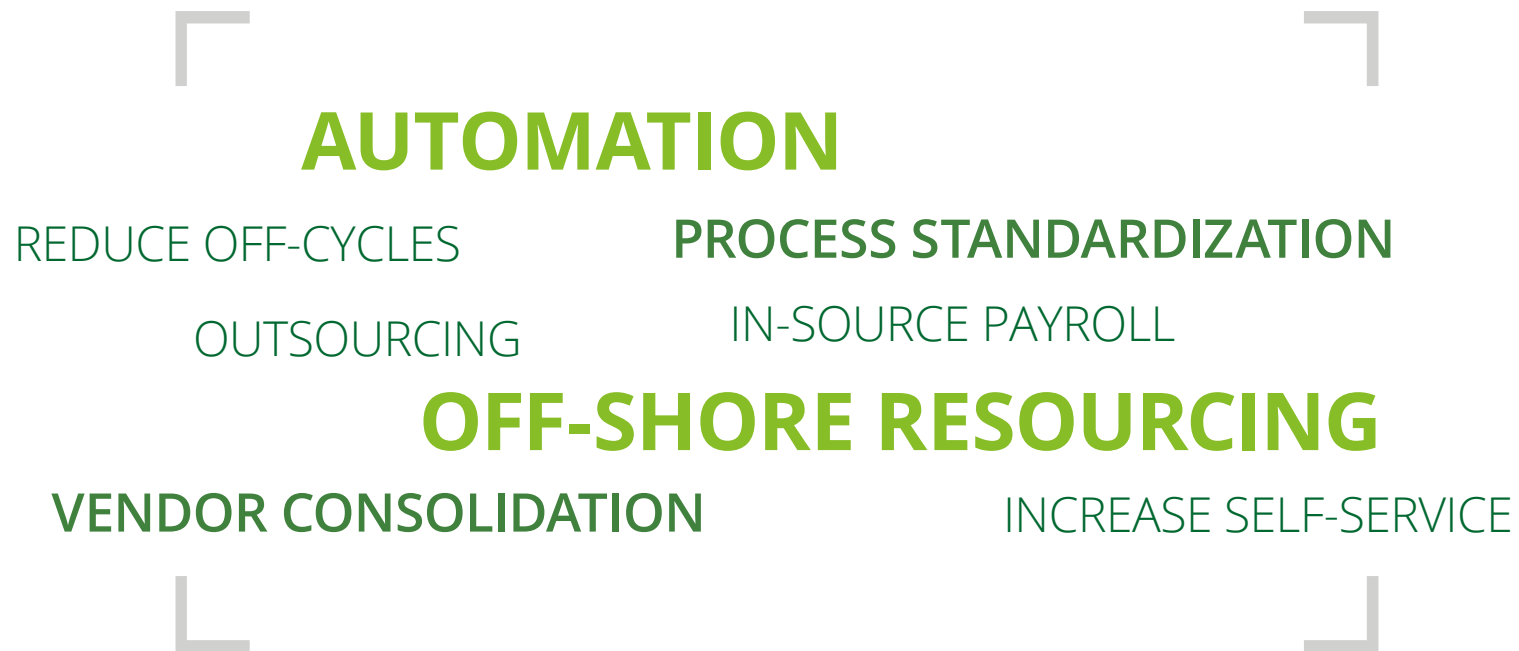 AUTOMATION
REDUCE OFF-CYCLES
PROCESS STANDARDIZATION
OUTSOURCING
IN-SOURCE PAYROLL
OFF-SHORE RESOURCING
VENDOR CONSOLIDATION
INCREASE SELF-SERVICE